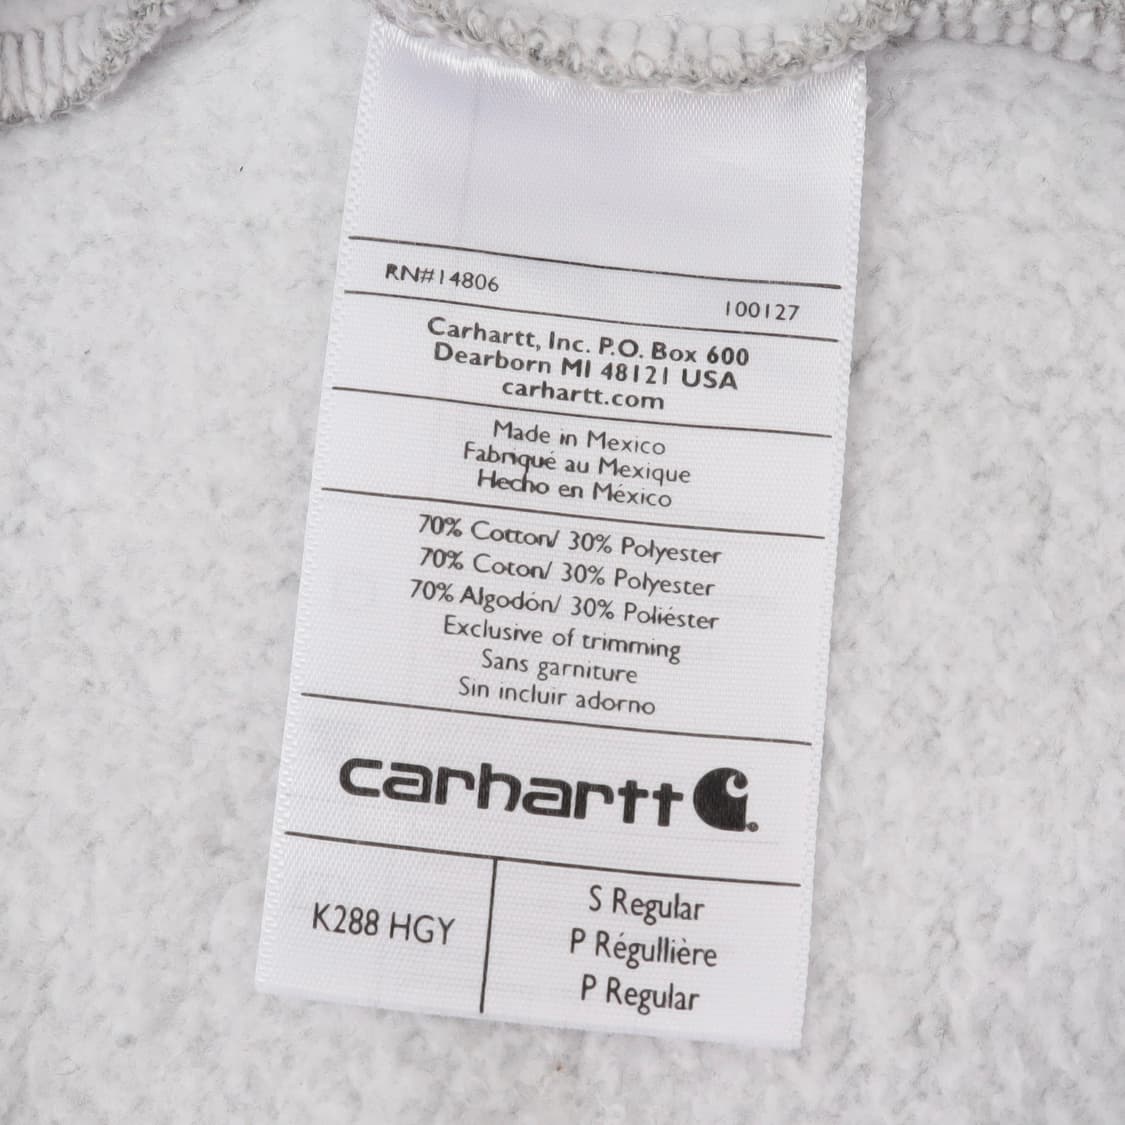 RN#14806
100127
Carhartt, Inc. P.O. Box 600
Dearborn MI 48121 USA
carhartt.com
Made in Mexico
Fabriqué au Mexique
Hecho en México
70% Cotton/ 30% Polyester
70% Coton/ 30% Polyester
70% Algodón/ 30% Poliéster
Exclusive of trimming
Sans garniture
Sin incluir adorno
carhartt
K288 HGY
S Regular
P Régullière
P Regular